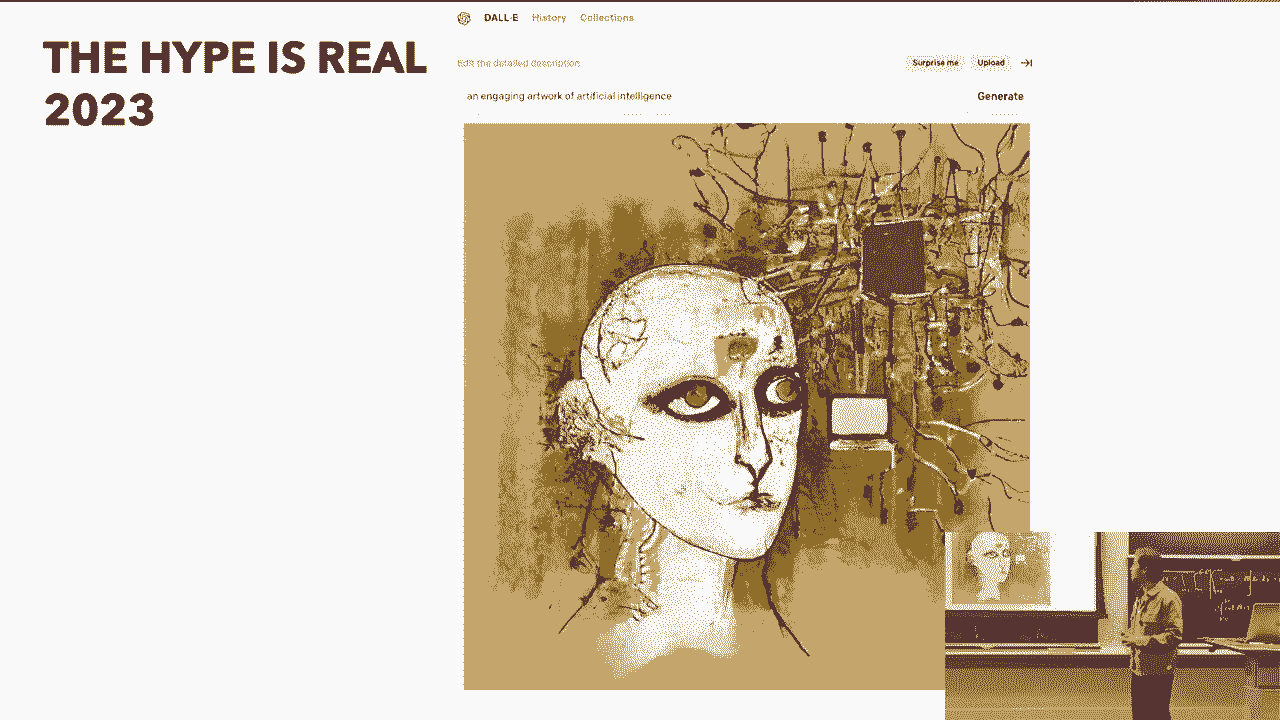 THE HYPE IS REAL
2023
DALL·E History Collections
Edit the detailed description
Surprise me Upload
an engaging artwork of artificial intelligence
Generate